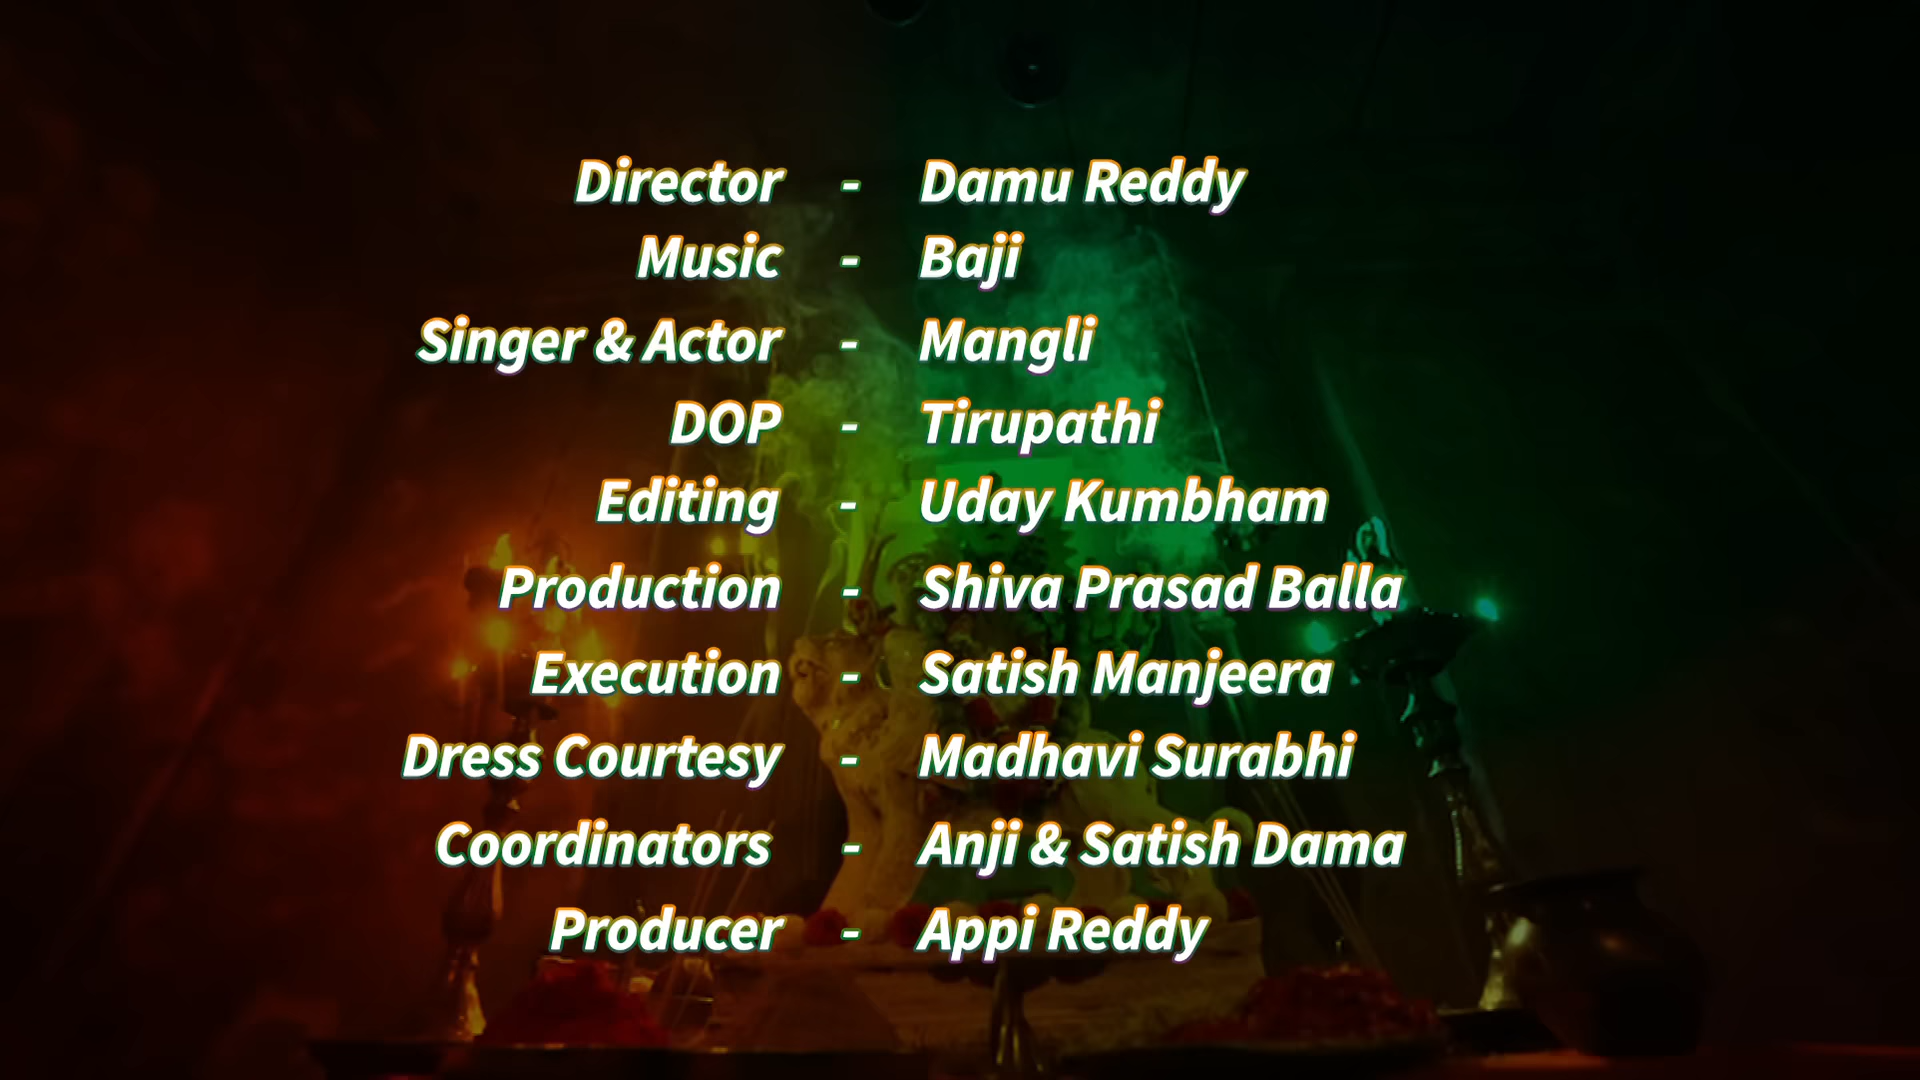 Director - Damu Reddy
Music - Baji
Singer & Actor - Mangli
DOP - Tirupathi
Editing - Uday Kumbham
Production - Shiva Prasad Balla
Execution - Satish Manjeera
Dress Courtesy - Madhavi Surabhi
Coordinators - Anji & Satish Dama
Producer - Appi Reddy